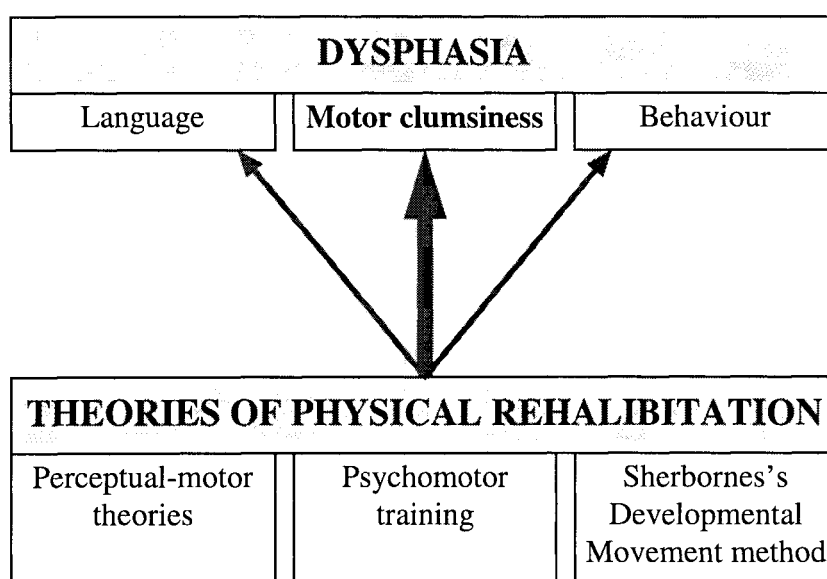 DYSPHASIA
Language
Motor clumsiness
Behaviour
THEORIES OF PHYSICAL REHALIBITATION
Perceptual-motor
theories
Psychomotor
training
Sherbornes's
Developmental
Movement method